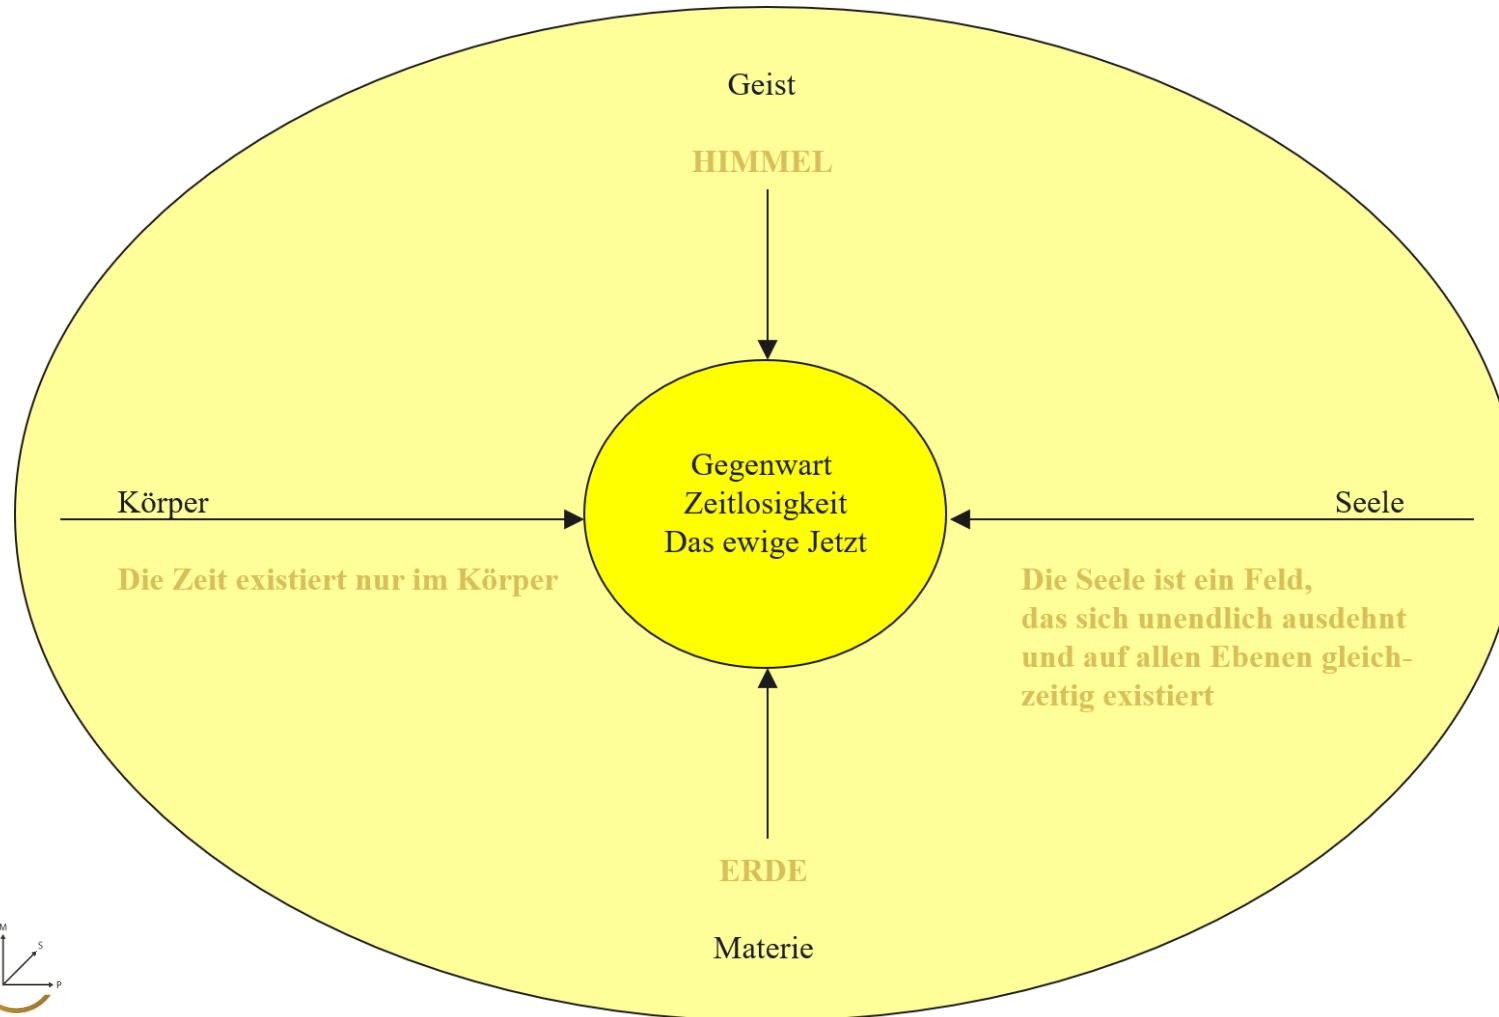 Geist
HIMMEL
Gegenwart
Zeitlosigkeit
Das ewige Jetzt
Körper
Seele
Die Zeit existiert nur im Körper
Die Seele ist ein Feld,
das sich unendlich ausdehnt
und auf allen Ebenen gleich-
zeitig existiert
ERDE
Materie
M
S
P